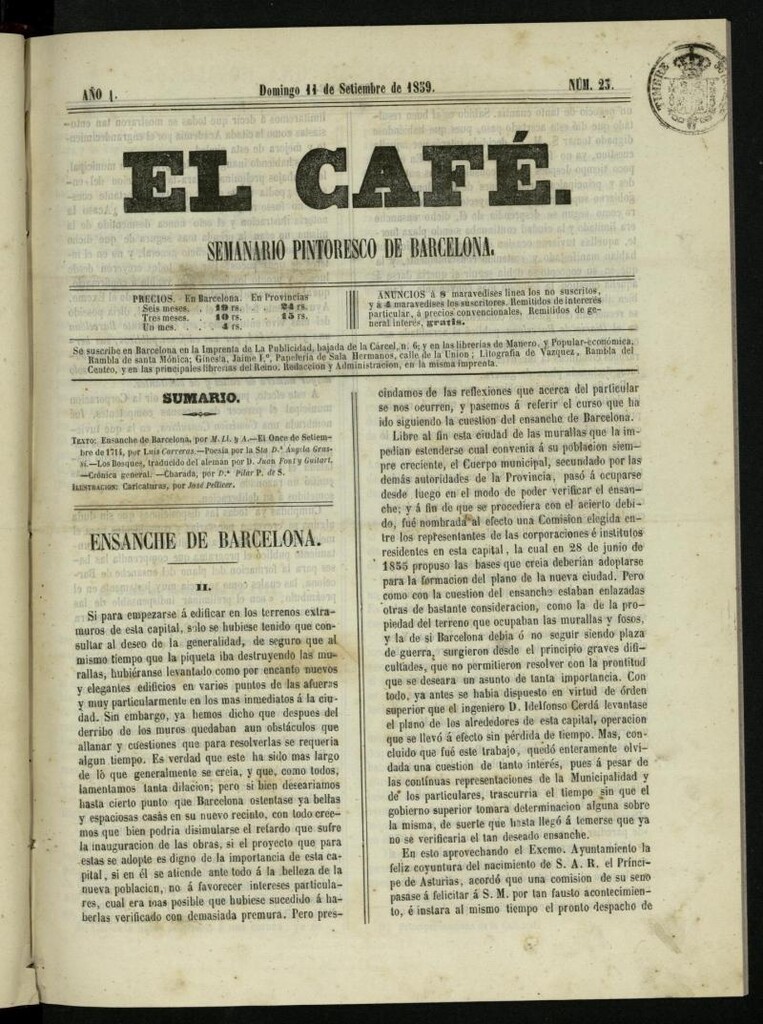 AÑO I.
Domingo 11 de Setiembre de 1859.
NÚM. 23.
TIMBRE
EL CAFÉ.
SEMANARIO PINTORESCO DE BARCELONA.
PRECIOS. En Barcelona. En Provincias
Seis meses. . 19 rs. . . 24 rs.
Tres meses. . 10 rs. . . 15 rs.
Un mes. . . 4 rs.
ANUNCIOS á 8 maravedises linea los no suscritos,
y á 4 maravedises los suscritores. Remitidos de interés
particular, á precios convencionales. Remitidos de ge-
neral interés, gratis.
Se suscribe en Barcelona en la Imprenta de La Publicidad, bajada de la Cárcel, n. 6; y en las librerias de Manero, y Popular-económica,
Rambla de santa Mónica; Ginesta, Jaime I.º, Papeleria de Sala Hermanos, calle de la Union; Litografia de Vazquez, Rambla del
Centro, y en las principales librerias del Reino. Redaccion y Administracion, en la misma imprenta.
SUMARIO.
TEXTO: Ensanche de Barcelona, por M. Ll. y A.—El Once de Setiem-
bre de 1714, por Luis Carreras.—Poesia por la Sta D.ª Ángela Gras-
si.—Los Bosques, traducido del aleman por D. Juan Font y Guitart.
—Crónica general.—Charada, por D.ª Pilar P. de S.
ILUSTRACION: Caricaturas, por José Pellicer.
ENSANCHE DE BARCELONA.
II.
Si para empezarse á edificar en los terrenos extra-
muros de esta capital, solo se hubiese tenido que con-
sultar al deseo de la generalidad, de seguro que al
mismo tiempo que la piqueta iba destruyendo las mu-
rallas, hubiéranse levantado como por encanto nuevos
y elegantes edificios en varios puntos de las afueras
y muy particularmente en los mas inmediatos á la ciu-
dad. Sin embargo, ya hemos dicho que despues del
derribo de los muros quedaban aun obstáculos que
allanar y cuestiones que para resolverlas se requeria
algun tiempo. Es verdad que este ha sido mas largo
de lo que generalmente se creia, y que, como todos,
lamentamos tanta dilacion; pero si bien desearíamos
hasta cierto punto que Barcelona ostentase ya bellas
y espaciosas casas en su nuevo recinto, con todo cree-
mos que bien podria disimularse el retardo que sufre
la inauguracion de las obras, si el proyecto que para
estas se adopte es digno de la importancia de esta ca-
pital, si en él se atiende ante todo á la belleza de la
nueva poblacion, nó á favorecer intereses particula-
res, cual era mas posible que hubiese sucedido á ha-
berlas verificado con demasiada premura. Pero pres-
cindamos de las reflexiones que acerca del particular
se nos ocurren, y pasemos á referir el curso que ha
ido siguiendo la cuestion del ensanche de Barcelona.
Libre al fin esta ciudad de las murallas que la im-
pedian estenderse cual convenia á su poblacion siem-
pre creciente, el Cuerpo municipal, secundado por las
demás autoridades de la Provincia, pasó á ocuparse
desde luego en el modo de poder verificar el ensan-
che; y á fin de que se procediera con el acierto debi-
do, fué nombrada al efecto una Comision elegida en-
tre los representantes de las corporaciones é institutos
residentes en esta capital, la cual en 28 de junio de
1855 propuso las bases que creia deberian adoptarse
para la formacion del plano de la nueva ciudad. Pero
como con la cuestion del ensanche estaban enlazadas
otras de bastante consideracion, como la de la pro-
piedad del terreno que ocupaban las murallas y fosos,
y la de si Barcelona debia ó no seguir siendo plaza
de guerra, surgieron desde el principio graves difi-
cultades, que no permitieron resolver con la prontitud
que se deseara un asunto de tanta importancia. Con
todo, ya antes se habia dispuesto en virtud de órden
superior que el ingeniero D. Idelfonso Cerdá levantase
el plano de los alrededores de esta capital, operacion
que se llevó á efecto sin pérdida de tiempo. Mas, con-
cluido que fué este trabajo, quedó enteramente olvi-
dada una cuestion de tanto interés, pues á pesar de
las contínuas representaciones de la Municipalidad y
de los particulares, trascurria el tiempo sin que el
gobierno superior tomara determinacion alguna sobre
la misma, de suerte que hasta llegó á temerse que ya
no se verificaria el tan deseado ensanche.
En esto aprovechando el Excmo. Ayuntamiento la
feliz coyuntura del nacimiento de S. A. R. el Prínci-
pe de Asturias, acordó que una comision de su seno
pasase á felicitar á S. M. por tan fausto acontecimien-
to, é instara al mismo tiempo el pronto despacho de